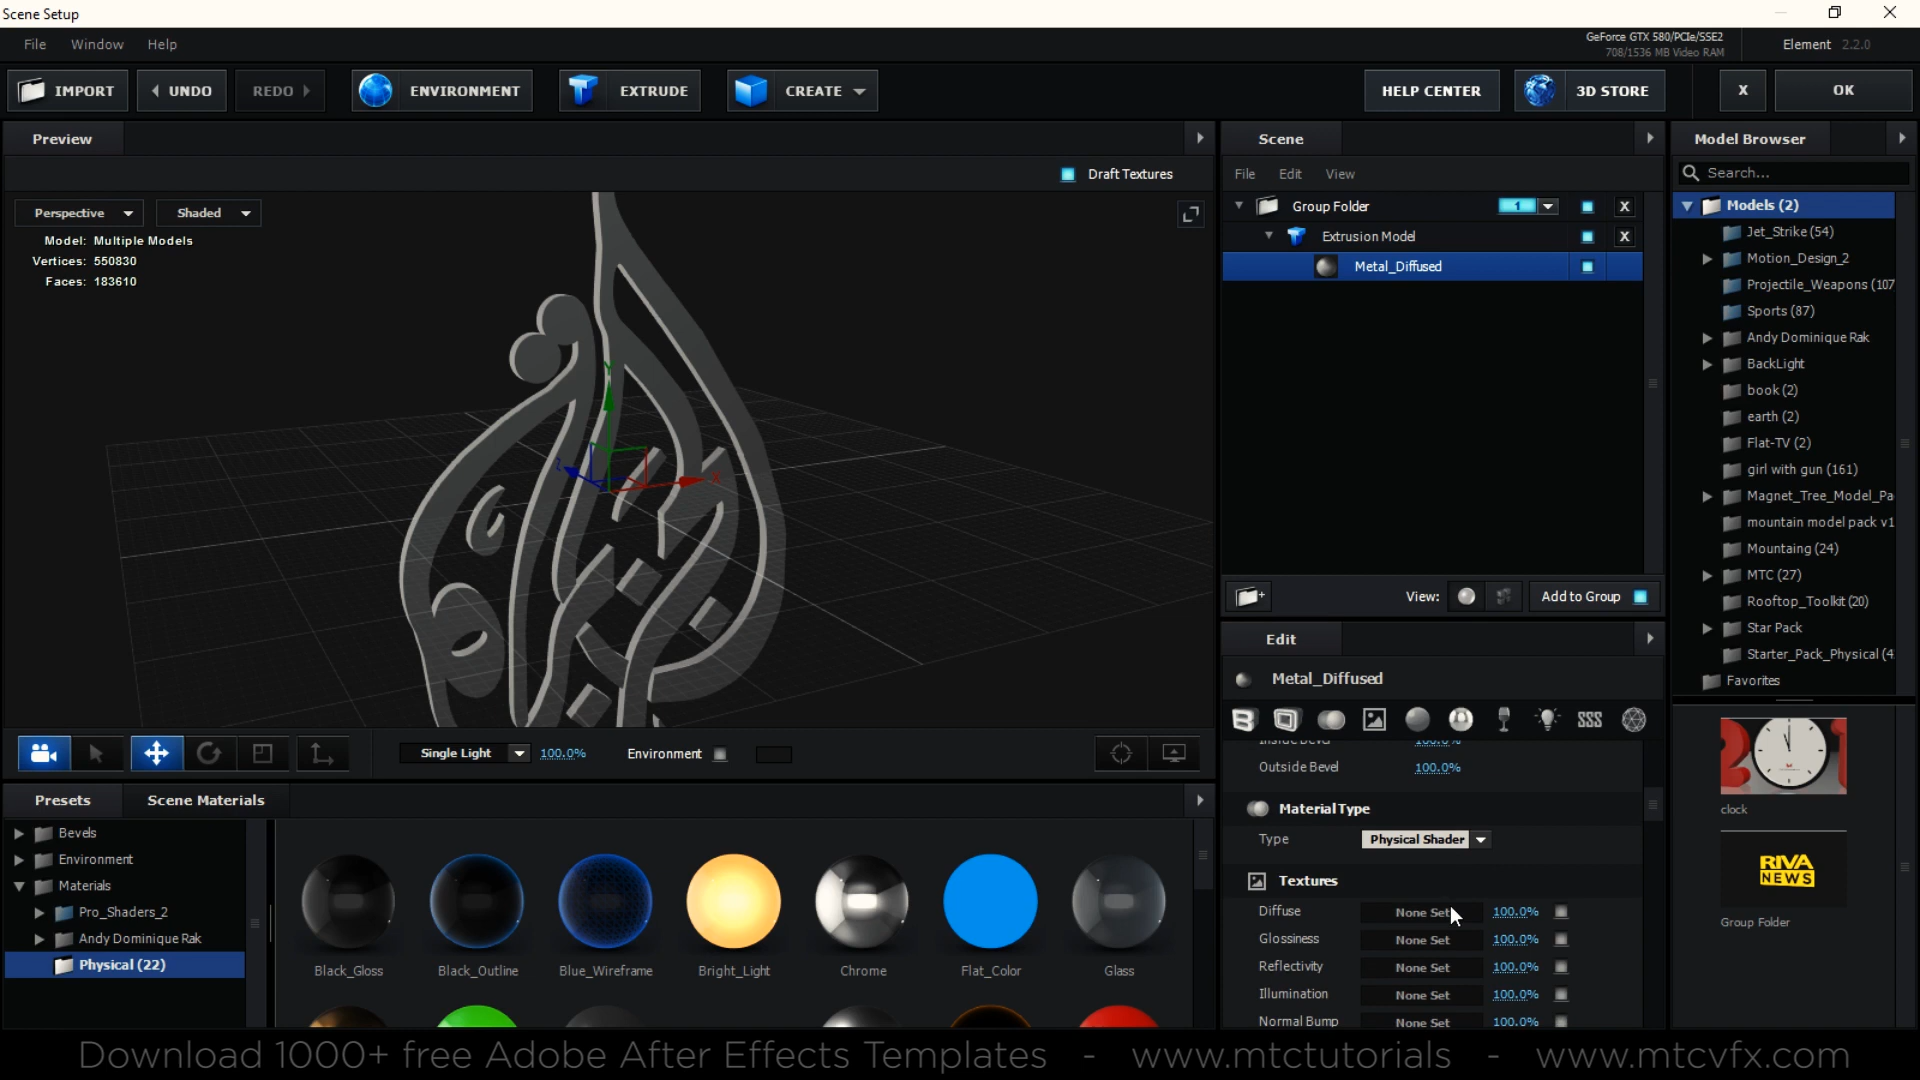 Scene Setup
File Window Help
GeForce GTX 580/PCIe/SSE2
708/1536 MB Video RAM
Element 2.2.0
IMPORT UNDO REDO ENVIRONMENT EXTRUDE CREATE HELP CENTER 3D STORE X OK
Preview
Draft Textures
Perspective Shaded
Model: Multiple Models
Vertices: 550830
Faces: 183610
Y
X
Z
Single Light 100.0% Environment
Presets Scene Materials
Bevels
Environment
Materials
Pro_Shaders_2
Andy Dominique Rak
Physical (22)
Black_Gloss Black_Outline Blue_Wireframe Bright_Light Chrome Flat_Color Glass
Scene
File Edit View
Group Folder 1 X
Extrusion Model X
Metal_Diffused
View: Add to Group
Edit
Metal_Diffused
SSS
Inside Bevel 100.0%
Outside Bevel 100.0%
Material Type
Type Physical Shader
Textures
Diffuse None Set 100.0%
Glossiness None Set 100.0%
Reflectivity None Set 100.0%
Illumination None Set 100.0%
Normal Bump None Set 100.0%
Model Browser
Search...
Models (2)
Jet_Strike (54)
Motion_Design_2
Projectile_Weapons (107
Sports (87)
Andy Dominique Rak
BackLight
book (2)
earth (2)
Flat-TV (2)
girl with gun (161)
Magnet_Tree_Model_Pa
mountain model pack v1
Mountaing (24)
MTC (27)
Rooftop_Toolkit (20)
Star Pack
Starter_Pack_Physical (4
Favorites
clock
RIVA
NEWS
Group Folder
Download 1000+ free Adobe After Effects Templates - www.mtctutorials - www.mtcvfx.com